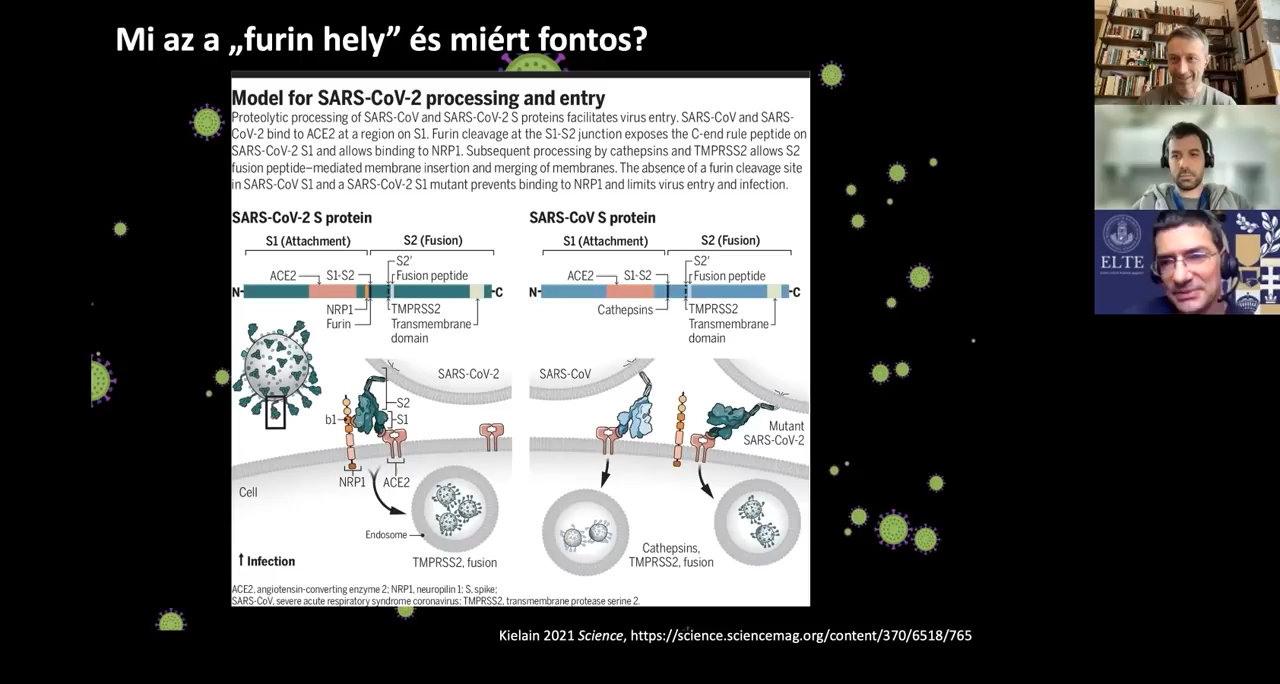 Mi az a „furin hely” és miért fontos?
Model for SARS-CoV-2 processing and entry
Proteolytic processing of SARS-CoV and SARS-CoV-2 S proteins facilitates virus entry. SARS-CoV and SARS-
CoV-2 bind to ACE2 at a region on S1. Furin cleavage at the S1-S2 junction exposes the C-end rule peptide on
SARS-CoV-2 S1 and allows binding to NRP1. Subsequent processing by cathepsins and TMPRSS2 allows S2
fusion peptide–mediated membrane insertion and merging of membranes. The absence of a furin cleavage site
in SARS-CoV S1 and a SARS-CoV-2 S1 mutant prevents binding to NRP1 and limits virus entry and infection.
SARS-CoV-2 S protein
S1 (Attachment)
S2 (Fusion)
S2'
ACE2
S1-S2
Fusion peptide
N-
-C
NRP1
TMPRSS2
Furin
Transmembrane
domain
SARS-CoV S protein
S1 (Attachment)
S2 (Fusion)
S2'
ACE2
S1-S2
Fusion peptide
N-
-C
Cathepsins
TMPRSS2
Transmembrane
domain
SARS-CoV-2
S2
b1
S1
NRP1
ACE2
Cell
Endosome
↑ Infection
TMPRSS2, fusion
SARS-CoV
Mutant
SARS-CoV-2
Cathepsins,
TMPRSS2, fusion
ACE2, angiotensin-converting enzyme 2; NRP1, neuropilin 1; S, spike;
SARS-CoV, severe acute respiratory syndrome coronavirus; TMPRSS2, transmembrane protease serine 2.
Kielain 2021 Science, https://science.sciencemag.org/content/370/6518/765
ELTE